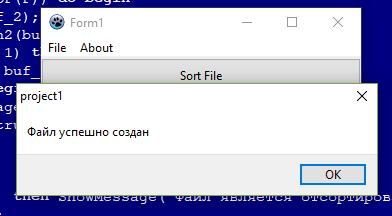 Form1
File About
Sort File
project1
Файл успешно создан
OK
then ShowMessage('Файл является отсортиров